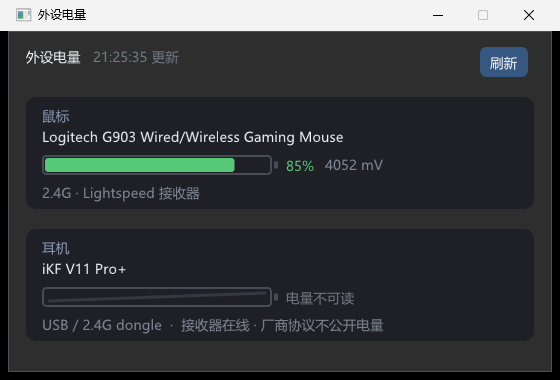 外设电量
外设电量 21:25:35 更新
刷新
鼠标
Logitech G903 Wired/Wireless Gaming Mouse
85% 4052 mV
2.4G · Lightspeed 接收器
耳机
iKF V11 Pro+
电量不可读
USB / 2.4G dongle · 接收器在线 · 厂商协议不公开电量